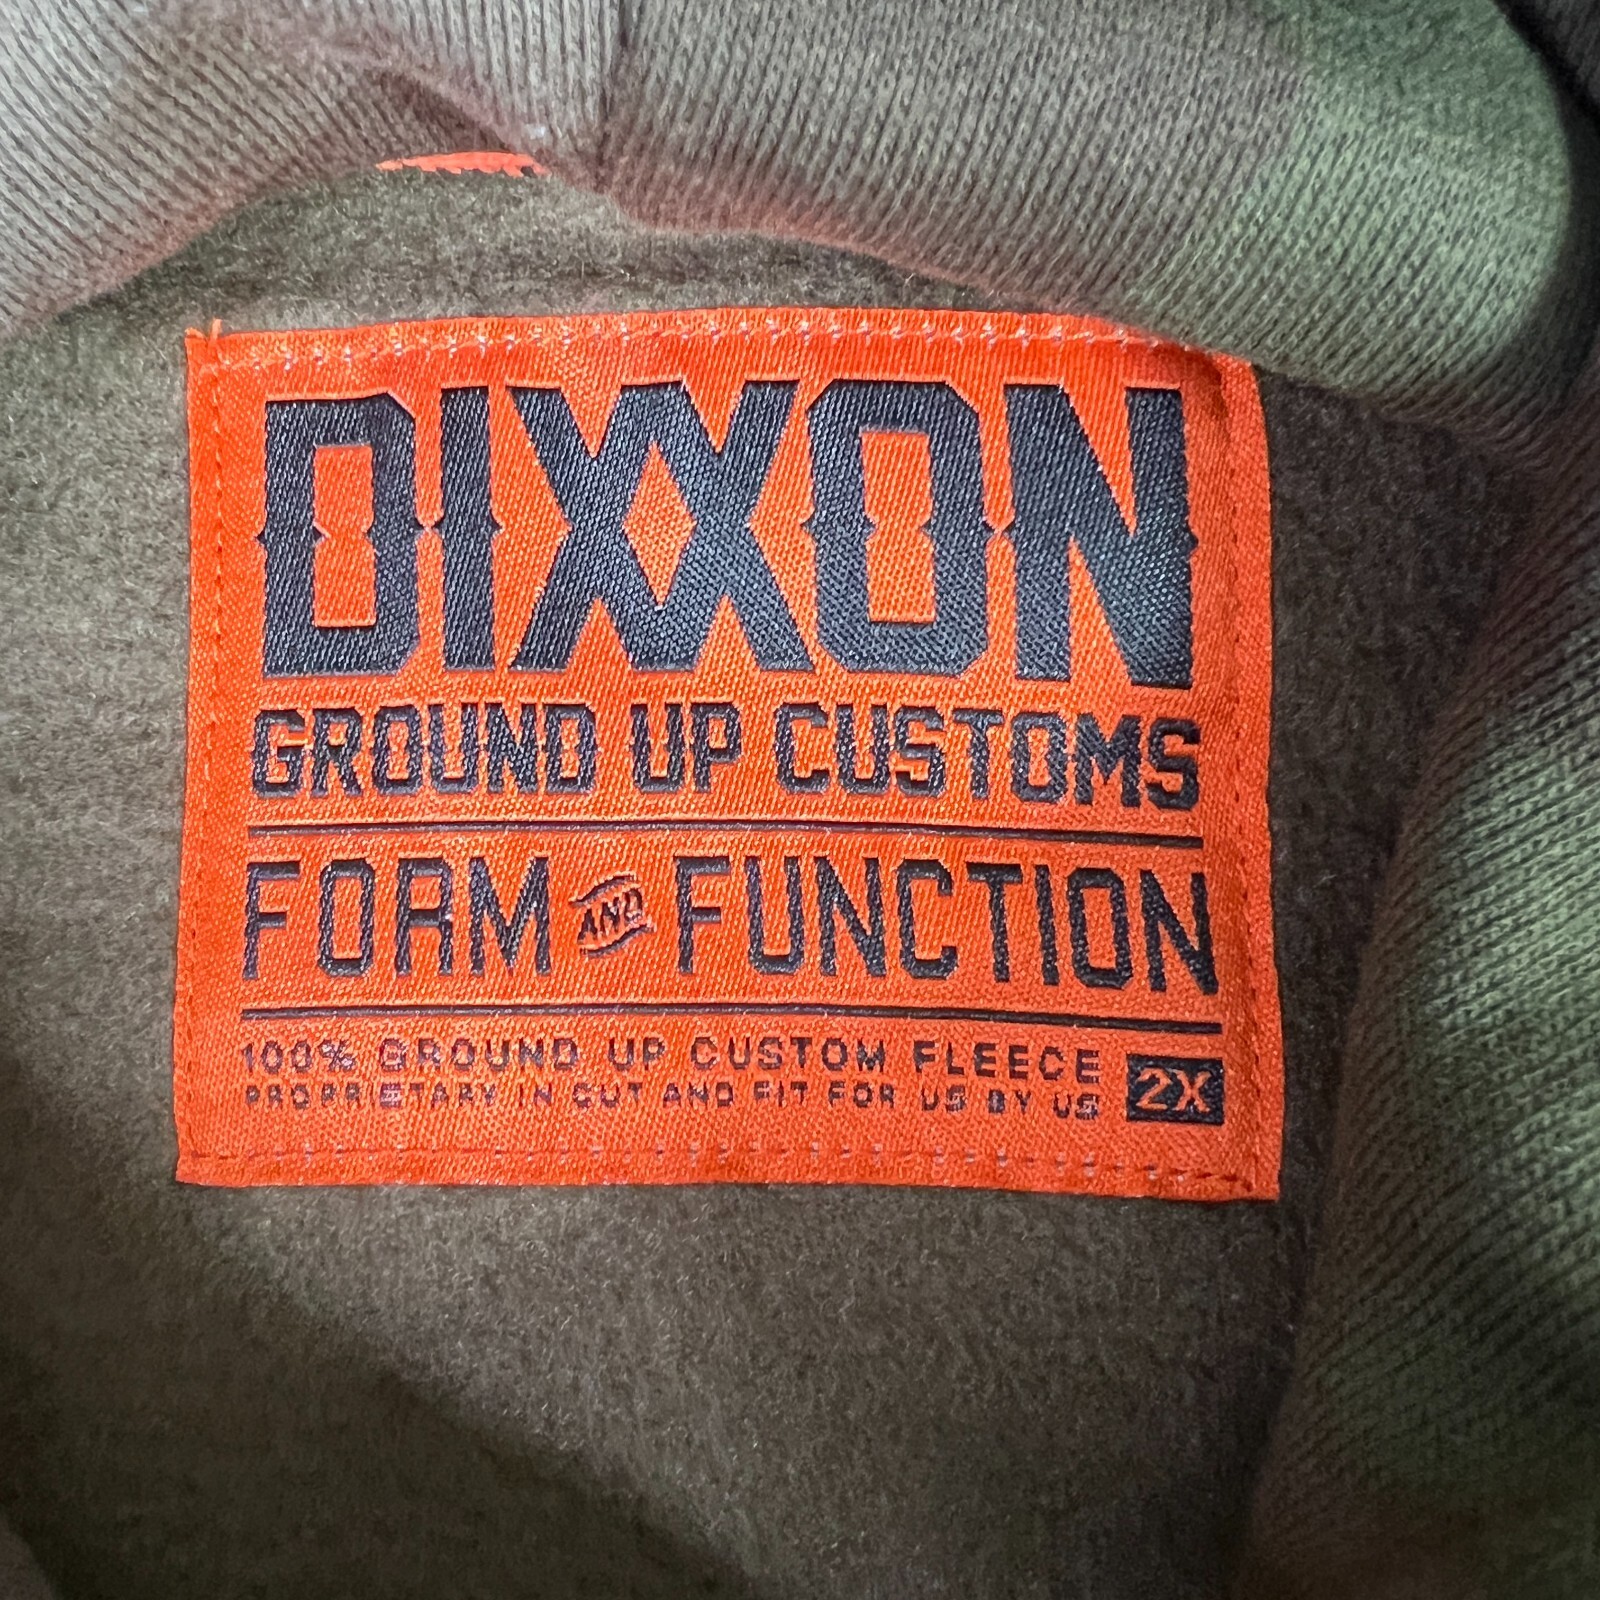 DIXXON
GROUND UP CUSTOMS
FORM AND FUNCTION
100% GROUND UP CUSTOM FLEECE
PROPRIETARY IN CUT AND FIT FOR US BY US
2X